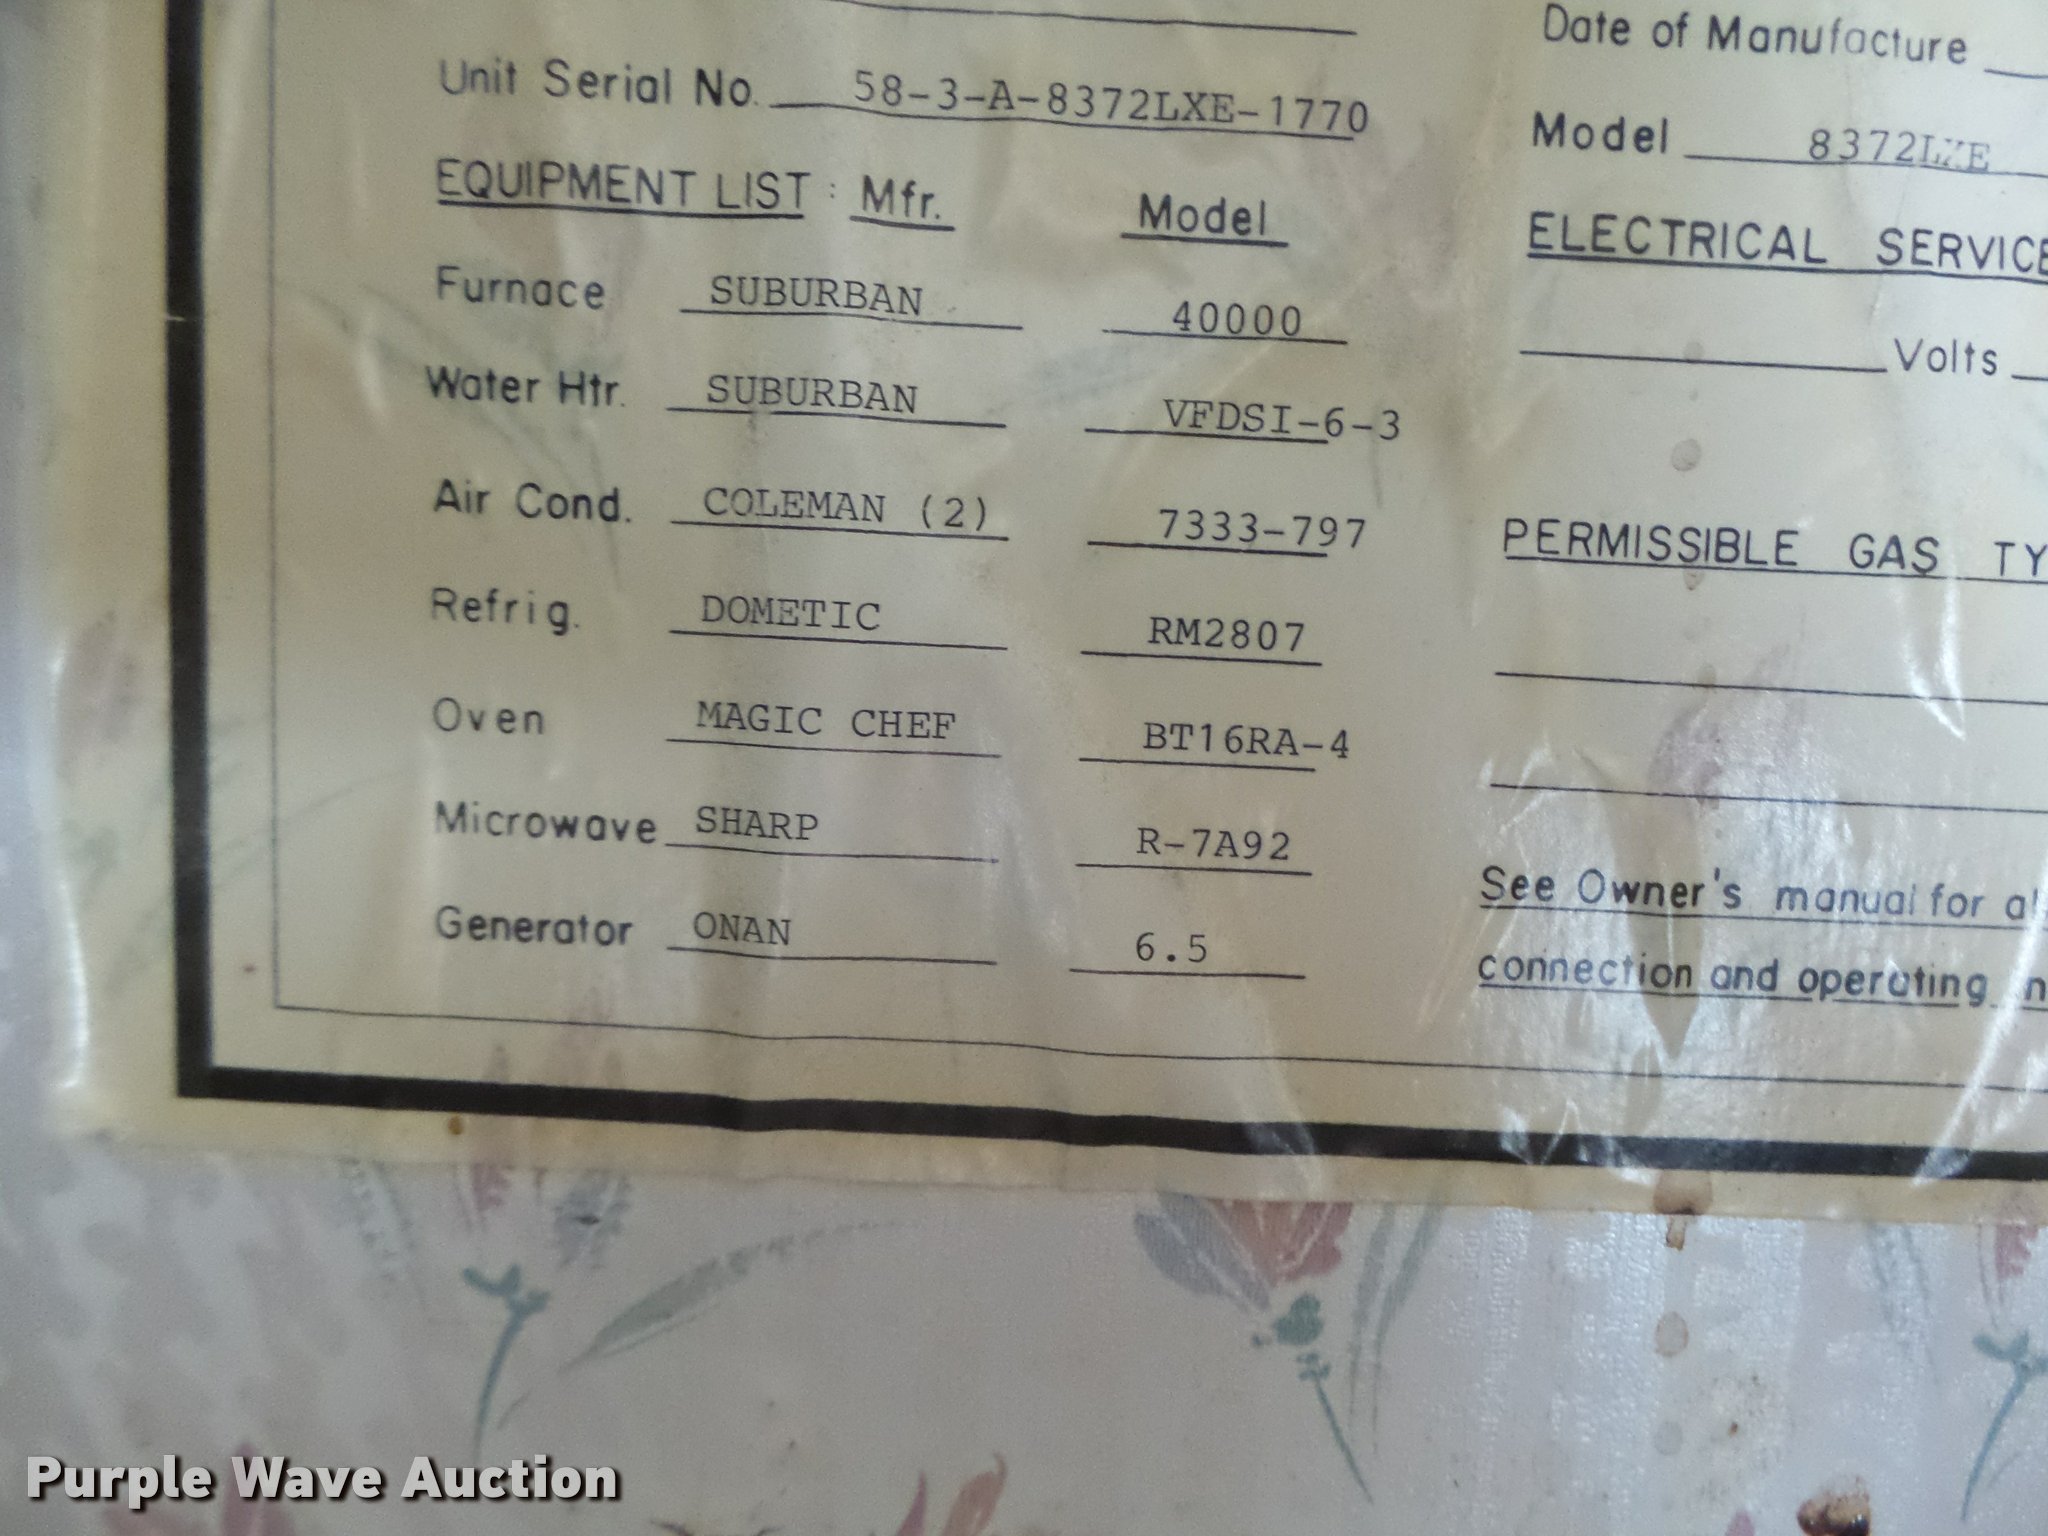 Unit Serial No. 58-3-A-8372LXE-1770
EQUIPMENT LIST : Mfr. Model
Furnace SUBURBAN 40000
Water Htr. SUBURBAN VFDSI-6-3
Air Cond. COLEMAN (2) 7333-797
Refrig. DOMETIC RM2807
Oven MAGIC CHEF BT16RA-4
Microwave SHARP R-7A92
Generator ONAN 6.5
Date of Manufacture
Model 8372LXE
ELECTRICAL SERVICE
Volts
PERMISSIBLE GAS TY
See Owner's manual for
connection and operating
Purple Wave Auction